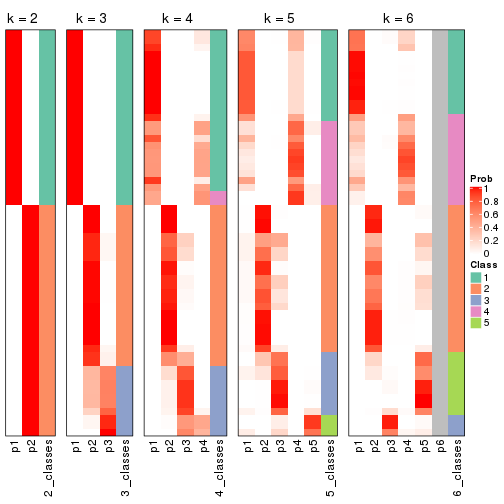 k = 2
k = 3
k = 4
k = 5
k = 6
p1
p2
2_classes
p1
p2
p3
3_classes
p1
p2
p3
p4
4_classes
p1
p2
p3
p4
p5
5_classes
p1
p2
p3
p4
p5
p6
6_classes
Prob
1
0.8
0.6
0.4
0.2
0
Class
1
2
3
4
5